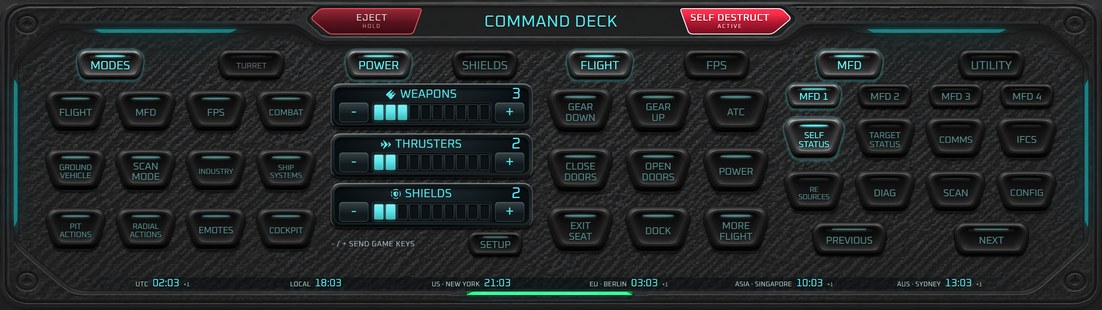 EJECT
HOLD
COMMAND DECK
SELF DESTRUCT
ACTIVE
MODES
TURRET
POWER
SHIELDS
FLIGHT
FPS
MFD
UTILITY
FLIGHT
MFD
FPS
COMBAT
GROUND
VEHICLE
SCAN
MODE
INDUSTRY
SHIP
SYSTEMS
PIT
ACTIONS
RADIAL
ACTIONS
EMOTES
COCKPIT
WEAPONS 3
- +
THRUSTERS 2
- +
SHIELDS 2
- +
- / + SEND GAME KEYS
SETUP
GEAR
DOWN
GEAR
UP
ATC
CLOSE
DOORS
OPEN
DOORS
POWER
EXIT
SEAT
DOCK
MORE
FLIGHT
MFD 1
MFD 2
MFD 3
MFD 4
SELF
STATUS
TARGET
STATUS
COMMS
IFCS
RE
SOURCES
DIAG
SCAN
CONFIG
PREVIOUS
NEXT
UTC 02:03 +1
LOCAL 18:03
US - NEW YORK 21:03
EU - BERLIN 03:03 +1
ASIA - SINGAPORE 10:03 +1
AUS - SYDNEY 13:03 +1